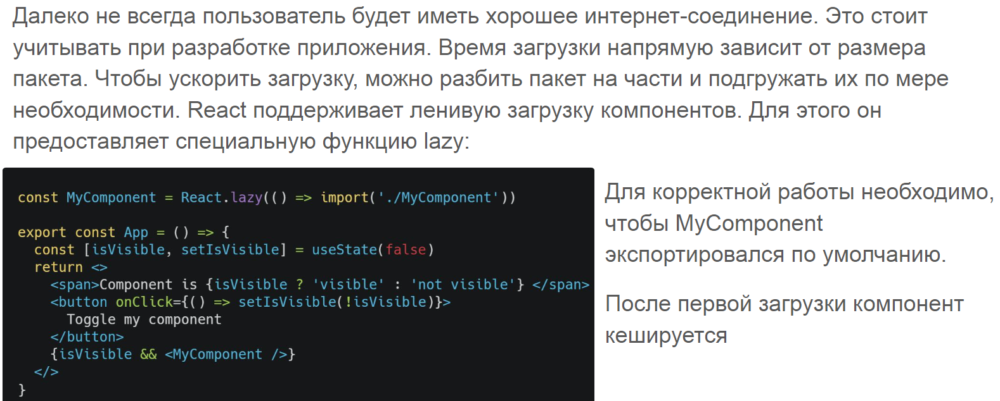 Далеко не всегда пользователь будет иметь хорошее интернет-соединение. Это стоит
учитывать при разработке приложения. Время загрузки напрямую зависит от размера
пакета. Чтобы ускорить загрузку, можно разбить пакет на части и подгружать их по мере
необходимости. React поддерживает ленивую загрузку компонентов. Для этого он
предоставляет специальную функцию lazy:
const MyComponent = React.lazy(() => import('./MyComponent'))
export const App = () => {
  const [isVisible, setIsVisible] = useState(false)
  return <>
    <span>Component is {isVisible ? 'visible' : 'not visible'} </span>
    <button onClick={() => setIsVisible(!isVisible)}>
      Toggle my component
    </button>
    {isVisible && <MyComponent />}
  </>
}
Для корректной работы необходимо,
чтобы MyComponent
экспортировался по умолчанию.
После первой загрузки компонент
кешируется